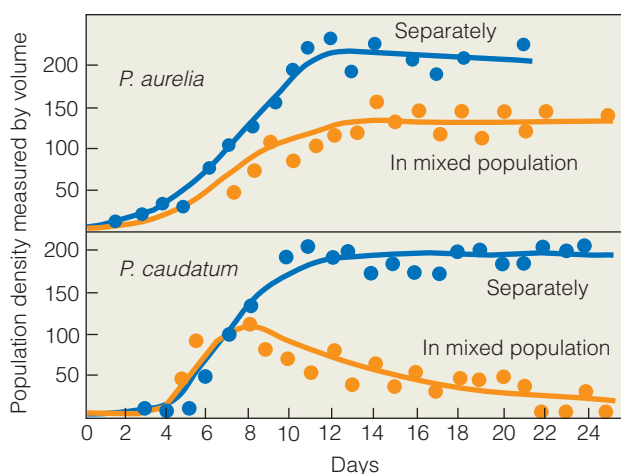 Population density measured by volume
200
150
100
50
P. aurelia
Separately
In mixed population
200
150
100
50
P. caudatum
Separately
In mixed population
0 2 4 6 8 10 12 14 16 18 20 22 24
Days